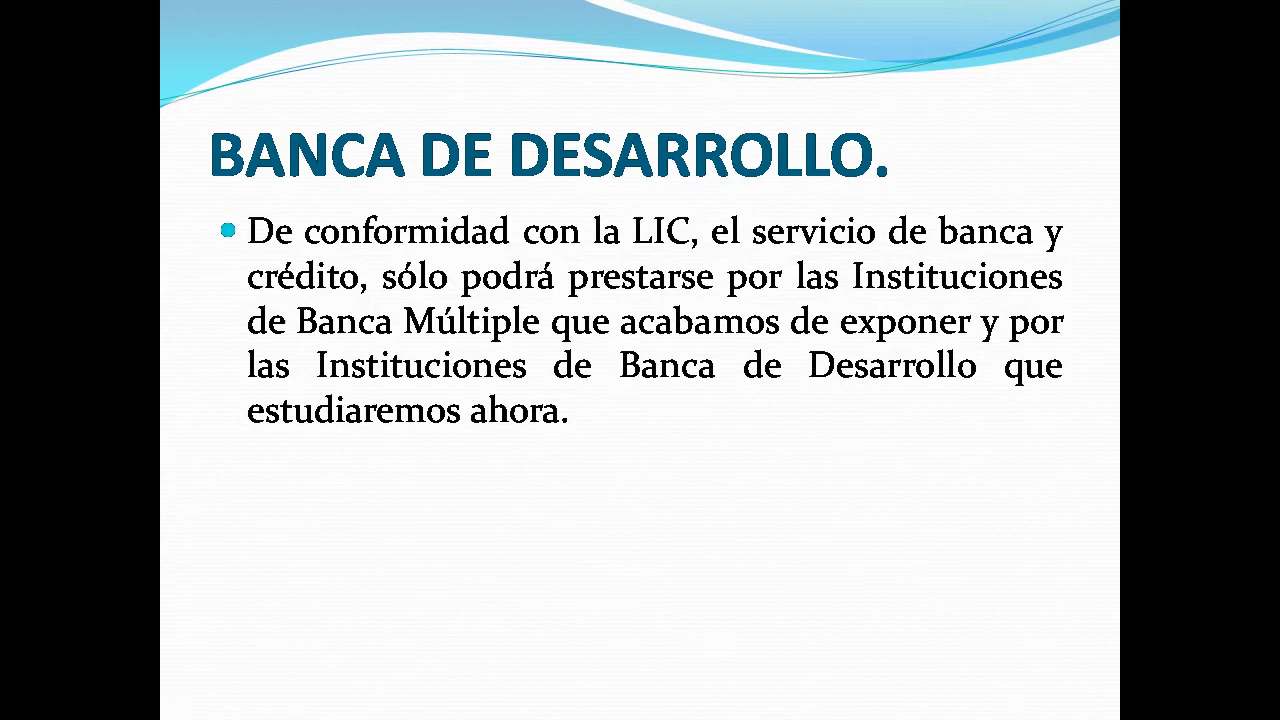 BANCA DE DESARROLLO.
De conformidad con la LIC, el servicio de banca y
crédito, sólo podrá prestarse por las Instituciones
de Banca Múltiple que acabamos de exponer y por
las Instituciones de Banca de Desarrollo que
estudiaremos ahora.